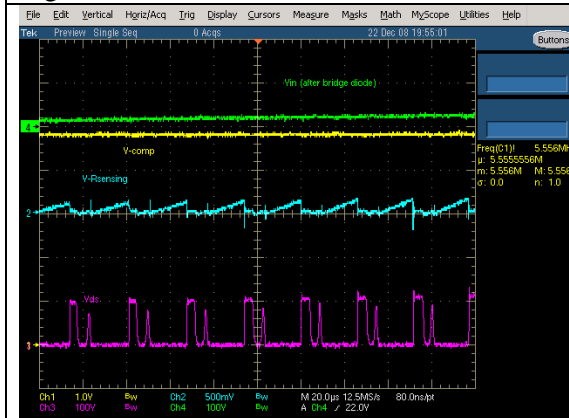 File Edit Vertical Horiz/Acq Trig Display Cursors Measure Masks Math MyScope Utilities Help
Tek Preview Single Seq 0 Acqs 22 Dec 08 19:55:01 Buttons
Vin (after bridge diode)
4
V-comp
Freq(C1)! 5.556M
µ: 5.5555556M
m: 5.556M M: 5.556
σ: 0.0 n: 1.0
V-Rsensing
2
Vds
3
Ch1 1.0V Bw Ch2 500mV Bw M 20.0µs 12.5MS/s 80.0ns/pt
Ch3 100V Bw Ch4 100V Bw A Ch4 / 22.0V